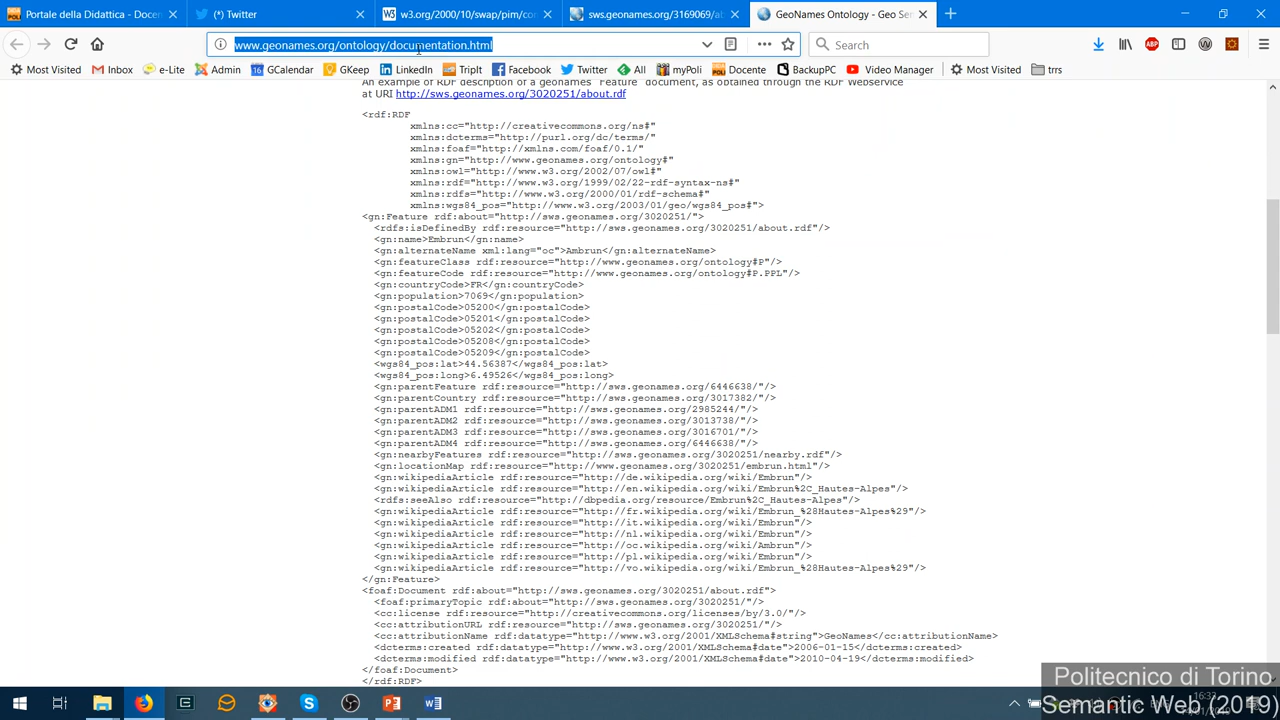 Portale della Didattica - Docen
(*) Twitter
w3.org/2000/10/swap/pim/co
sws.geonames.org/3169069/a
GeoNames Ontology - Geo Se
www.geonames.org/ontology/documentation.html
Search
Most Visited
Inbox
e-Lite
Admin
GCalendar
GKeep
LinkedIn
TripIt
Facebook
Twitter
All
myPoli
Docente
BackupPC
Video Manager
Most Visited
trrs
An example of RDF description of a geonames "Feature" document, as obtained through the RDF Webservice
at URI http://sws.geonames.org/3020251/about.rdf
<rdf:RDF
xmlns:cc="http://creativecommons.org/ns#"
xmlns:dcterms="http://purl.org/dc/terms/"
xmlns:foaf="http://xmlns.com/foaf/0.1/"
xmlns:gn="http://www.geonames.org/ontology#"
xmlns:owl="http://www.w3.org/2002/07/owl#"
xmlns:rdf="http://www.w3.org/1999/02/22-rdf-syntax-ns#"
xmlns:rdfs="http://www.w3.org/2000/01/rdf-schema#"
xmlns:wgs84_pos="http://www.w3.org/2003/01/geo/wgs84_pos#">
<gn:Feature rdf:about="http://sws.geonames.org/3020251/">
<rdfs:isDefinedBy rdf:resource="http://sws.geonames.org/3020251/about.rdf"/>
<gn:name>Embrun</gn:name>
<gn:alternateName xml:lang="oc">Ambrun</gn:alternateName>
<gn:featureClass rdf:resource="http://www.geonames.org/ontology#P"/>
<gn:featureCode rdf:resource="http://www.geonames.org/ontology#P.PPL"/>
<gn:countryCode>FR</gn:countryCode>
<gn:population>7069</gn:population>
<gn:postalCode>05200</gn:postalCode>
<gn:postalCode>05201</gn:postalCode>
<gn:postalCode>05202</gn:postalCode>
<gn:postalCode>05208</gn:postalCode>
<gn:postalCode>05209</gn:postalCode>
<wgs84_pos:lat>44.56387</wgs84_pos:lat>
<wgs84_pos:long>6.49526</wgs84_pos:long>
<gn:parentFeature rdf:resource="http://sws.geonames.org/6446638/"/>
<gn:parentCountry rdf:resource="http://sws.geonames.org/3017382/"/>
<gn:parentADM1 rdf:resource="http://sws.geonames.org/2985244/"/>
<gn:parentADM2 rdf:resource="http://sws.geonames.org/3013738/"/>
<gn:parentADM3 rdf:resource="http://sws.geonames.org/3016701/"/>
<gn:parentADM4 rdf:resource="http://sws.geonames.org/6446638/"/>
<gn:nearbyFeatures rdf:resource="http://sws.geonames.org/3020251/nearby.rdf"/>
<gn:locationMap rdf:resource="http://www.geonames.org/3020251/embrun.html"/>
<gn:wikipediaArticle rdf:resource="http://de.wikipedia.org/wiki/Embrun"/>
<gn:wikipediaArticle rdf:resource="http://en.wikipedia.org/wiki/Embrun%2C_Hautes-Alpes"/>
<rdfs:seeAlso rdf:resource="http://dbpedia.org/resource/Embrun%2C_Hautes-Alpes"/>
<gn:wikipediaArticle rdf:resource="http://fr.wikipedia.org/wiki/Embrun_%28Hautes-Alpes%29"/>
<gn:wikipediaArticle rdf:resource="http://it.wikipedia.org/wiki/Embrun"/>
<gn:wikipediaArticle rdf:resource="http://nl.wikipedia.org/wiki/Embrun"/>
<gn:wikipediaArticle rdf:resource="http://oc.wikipedia.org/wiki/Ambrun"/>
<gn:wikipediaArticle rdf:resource="http://pl.wikipedia.org/wiki/Embrun"/>
<gn:wikipediaArticle rdf:resource="http://vo.wikipedia.org/wiki/Embrun_%28Hautes-Alpes%29"/>
</gn:Feature>
<foaf:Document rdf:about="http://sws.geonames.org/3020251/about.rdf">
<foaf:primaryTopic rdf:about="http://sws.geonames.org/3020251/"/>
<cc:license rdf:resource="http://creativecommons.org/licenses/by/3.0/"/>
<cc:attributionURL rdf:resource="http://sws.geonames.org/3020251/"/>
<cc:attributionName rdf:datatype="http://www.w3.org/2001/XMLSchema#string">GeoNames</cc:attributionName>
<dcterms:created rdf:datatype="http://www.w3.org/2001/XMLSchema#date">2006-01-15</dcterms:created>
<dcterms:modified rdf:datatype="http://www.w3.org/2001/XMLSchema#date">2010-04-19</dcterms:modified>
</foaf:Document>
</rdf:RDF>
Politecnico di Torino
16:33
Semantic Web (2019)